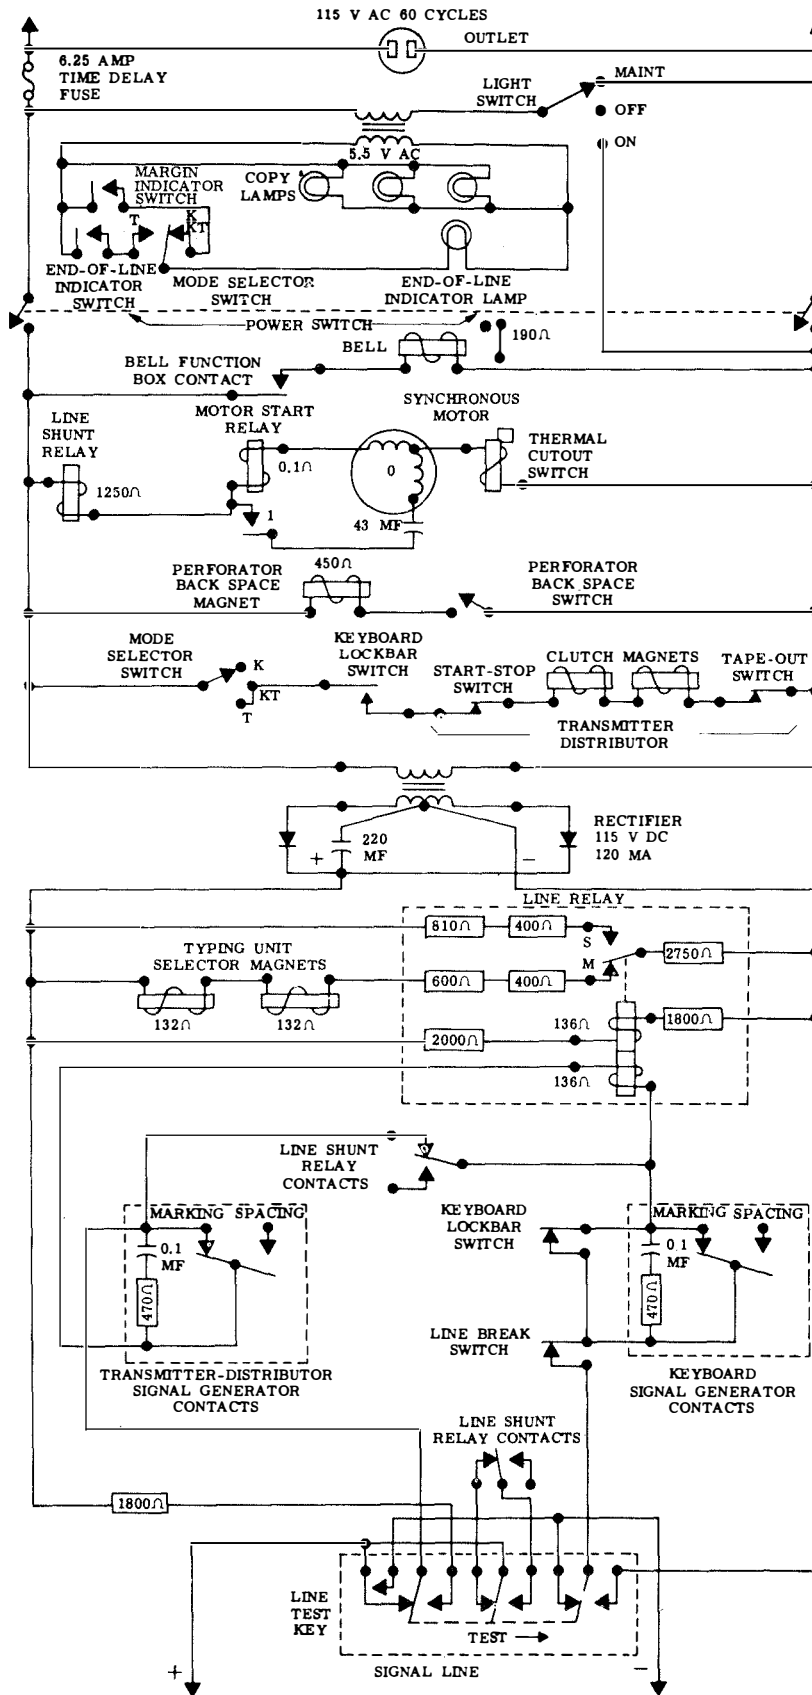 115 V AC 60 CYCLES
OUTLET
6.25 AMP
TIME DELAY
FUSE
LIGHT
SWITCH
MAINT
OFF
ON
5.5 V AC
MARGIN
INDICATOR
SWITCH
COPY
LAMPS
T
K
KT
END-OF-LINE
INDICATOR
SWITCH
MODE SELECTOR
SWITCH
END-OF-LINE
INDICATOR LAMP
POWER SWITCH
190Ω
BELL
BELL FUNCTION
BOX CONTACT
LINE
SHUNT
RELAY
MOTOR START
RELAY
SYNCHRONOUS
MOTOR
THERMAL
CUTOUT
SWITCH
1250Ω
0.1Ω
0
1
43 MF
PERFORATOR
BACK SPACE
MAGNET
450Ω
PERFORATOR
BACK SPACE
SWITCH
MODE
SELECTOR
SWITCH
K
KT
T
KEYBOARD
LOCKBAR
SWITCH
START-STOP
SWITCH
CLUTCH MAGNETS
TAPE-OUT
SWITCH
TRANSMITTER
DISTRIBUTOR
220
MF
+
-
RECTIFIER
115 V DC
120 MA
LINE RELAY
810Ω
400Ω
S
M
2750Ω
TYPING UNIT
SELECTOR MAGNETS
600Ω
400Ω
132Ω
132Ω
136Ω
1800Ω
2000Ω
136Ω
LINE SHUNT
RELAY
CONTACTS
MARKING SPACING
0.1
MF
470Ω
KEYBOARD
LOCKBAR
SWITCH
MARKING SPACING
0.1
MF
470Ω
LINE BREAK
SWITCH
TRANSMITTER-DISTRIBUTOR
SIGNAL GENERATOR
CONTACTS
KEYBOARD
SIGNAL GENERATOR
CONTACTS
LINE SHUNT
RELAY CONTACTS
1800Ω
LINE
TEST
KEY
TEST
+
SIGNAL LINE
-